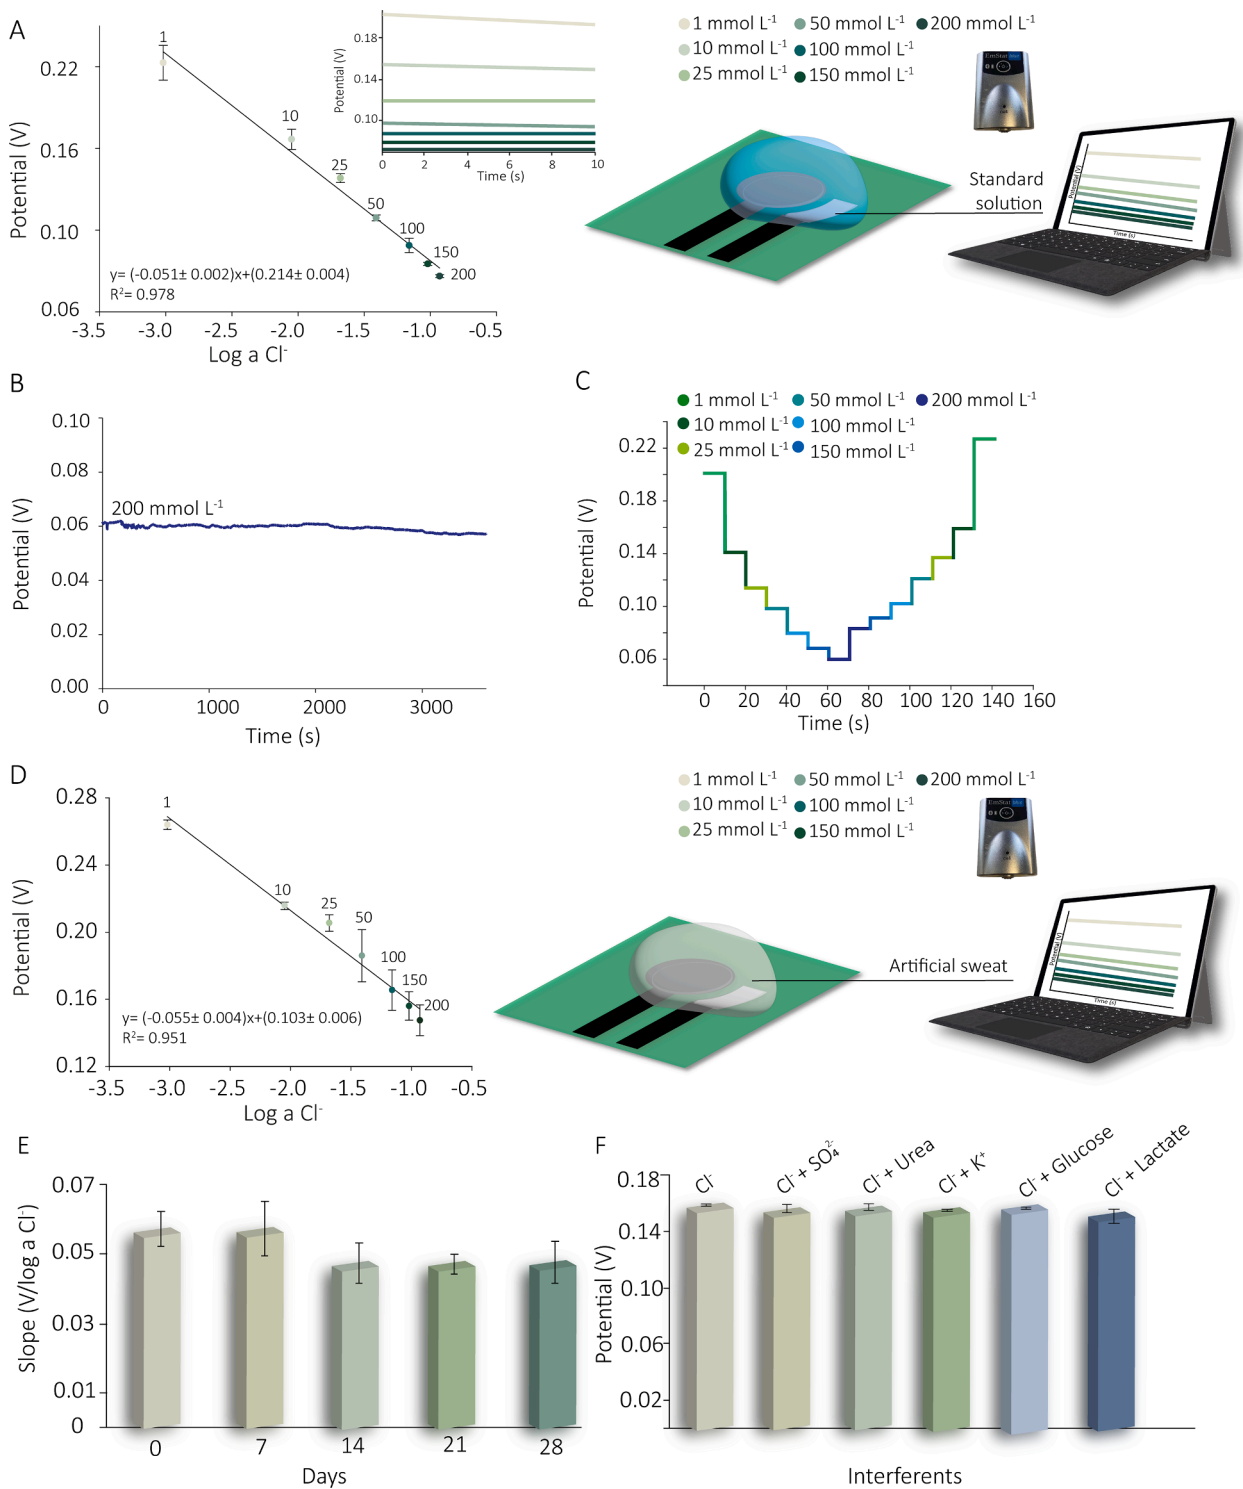 A
1 mmol L⁻¹ 50 mmol L⁻¹ 200 mmol L⁻¹
10 mmol L⁻¹ 100 mmol L⁻¹
25 mmol L⁻¹ 150 mmol L⁻¹
Potential (V)
0.22
0.16
0.10
0.06
-3.5 -3.0 -2.5 -2.0 -1.5 -1.0 -0.5
Log a Cl⁻
1
10
25
50
100
150
200
y= (-0.051± 0.002)x+(0.214± 0.004)
R²= 0.978
Potential (V)
0.18
0.14
0.10
0 2 4 6 8 10
Time (s)
EmStat Blue
Standard
solution
Potential (V)
Time (s)
B
Potential (V)
0.10
0.08
0.06
0.04
0.02
0.00
200 mmol L⁻¹
0 1000 2000 3000
Time (s)
C
1 mmol L⁻¹ 50 mmol L⁻¹ 200 mmol L⁻¹
10 mmol L⁻¹ 100 mmol L⁻¹
25 mmol L⁻¹ 150 mmol L⁻¹
Potential (V)
0.22
0.18
0.14
0.10
0.06
0 20 40 60 80 100 120 140 160
Time (s)
D
1 mmol L⁻¹ 50 mmol L⁻¹ 200 mmol L⁻¹
10 mmol L⁻¹ 100 mmol L⁻¹
25 mmol L⁻¹ 150 mmol L⁻¹
Potential (V)
0.28
0.24
0.20
0.16
0.12
1
10
25
50
100
150
200
y= (-0.055± 0.004)x+(0.103± 0.006)
R²= 0.951
-3.5 -3.0 -2.5 -2.0 -1.5 -1.0 -0.5
Log a Cl⁻
EmStat Blue
Artificial sweat
Potential (V)
Time (s)
E
Slope (V/log a Cl⁻)
0.07
0.05
0.03
0.01
0
0 7 14 21 28
Days
F
Potential (V)
0.18
0.14
0.10
0.06
0.02
Cl⁻
Cl⁻+ SO₄²⁻
Cl⁻+ Urea
Cl⁻+ K⁺
Cl⁻+ Glucose
Cl⁻+ Lactate
Interferents